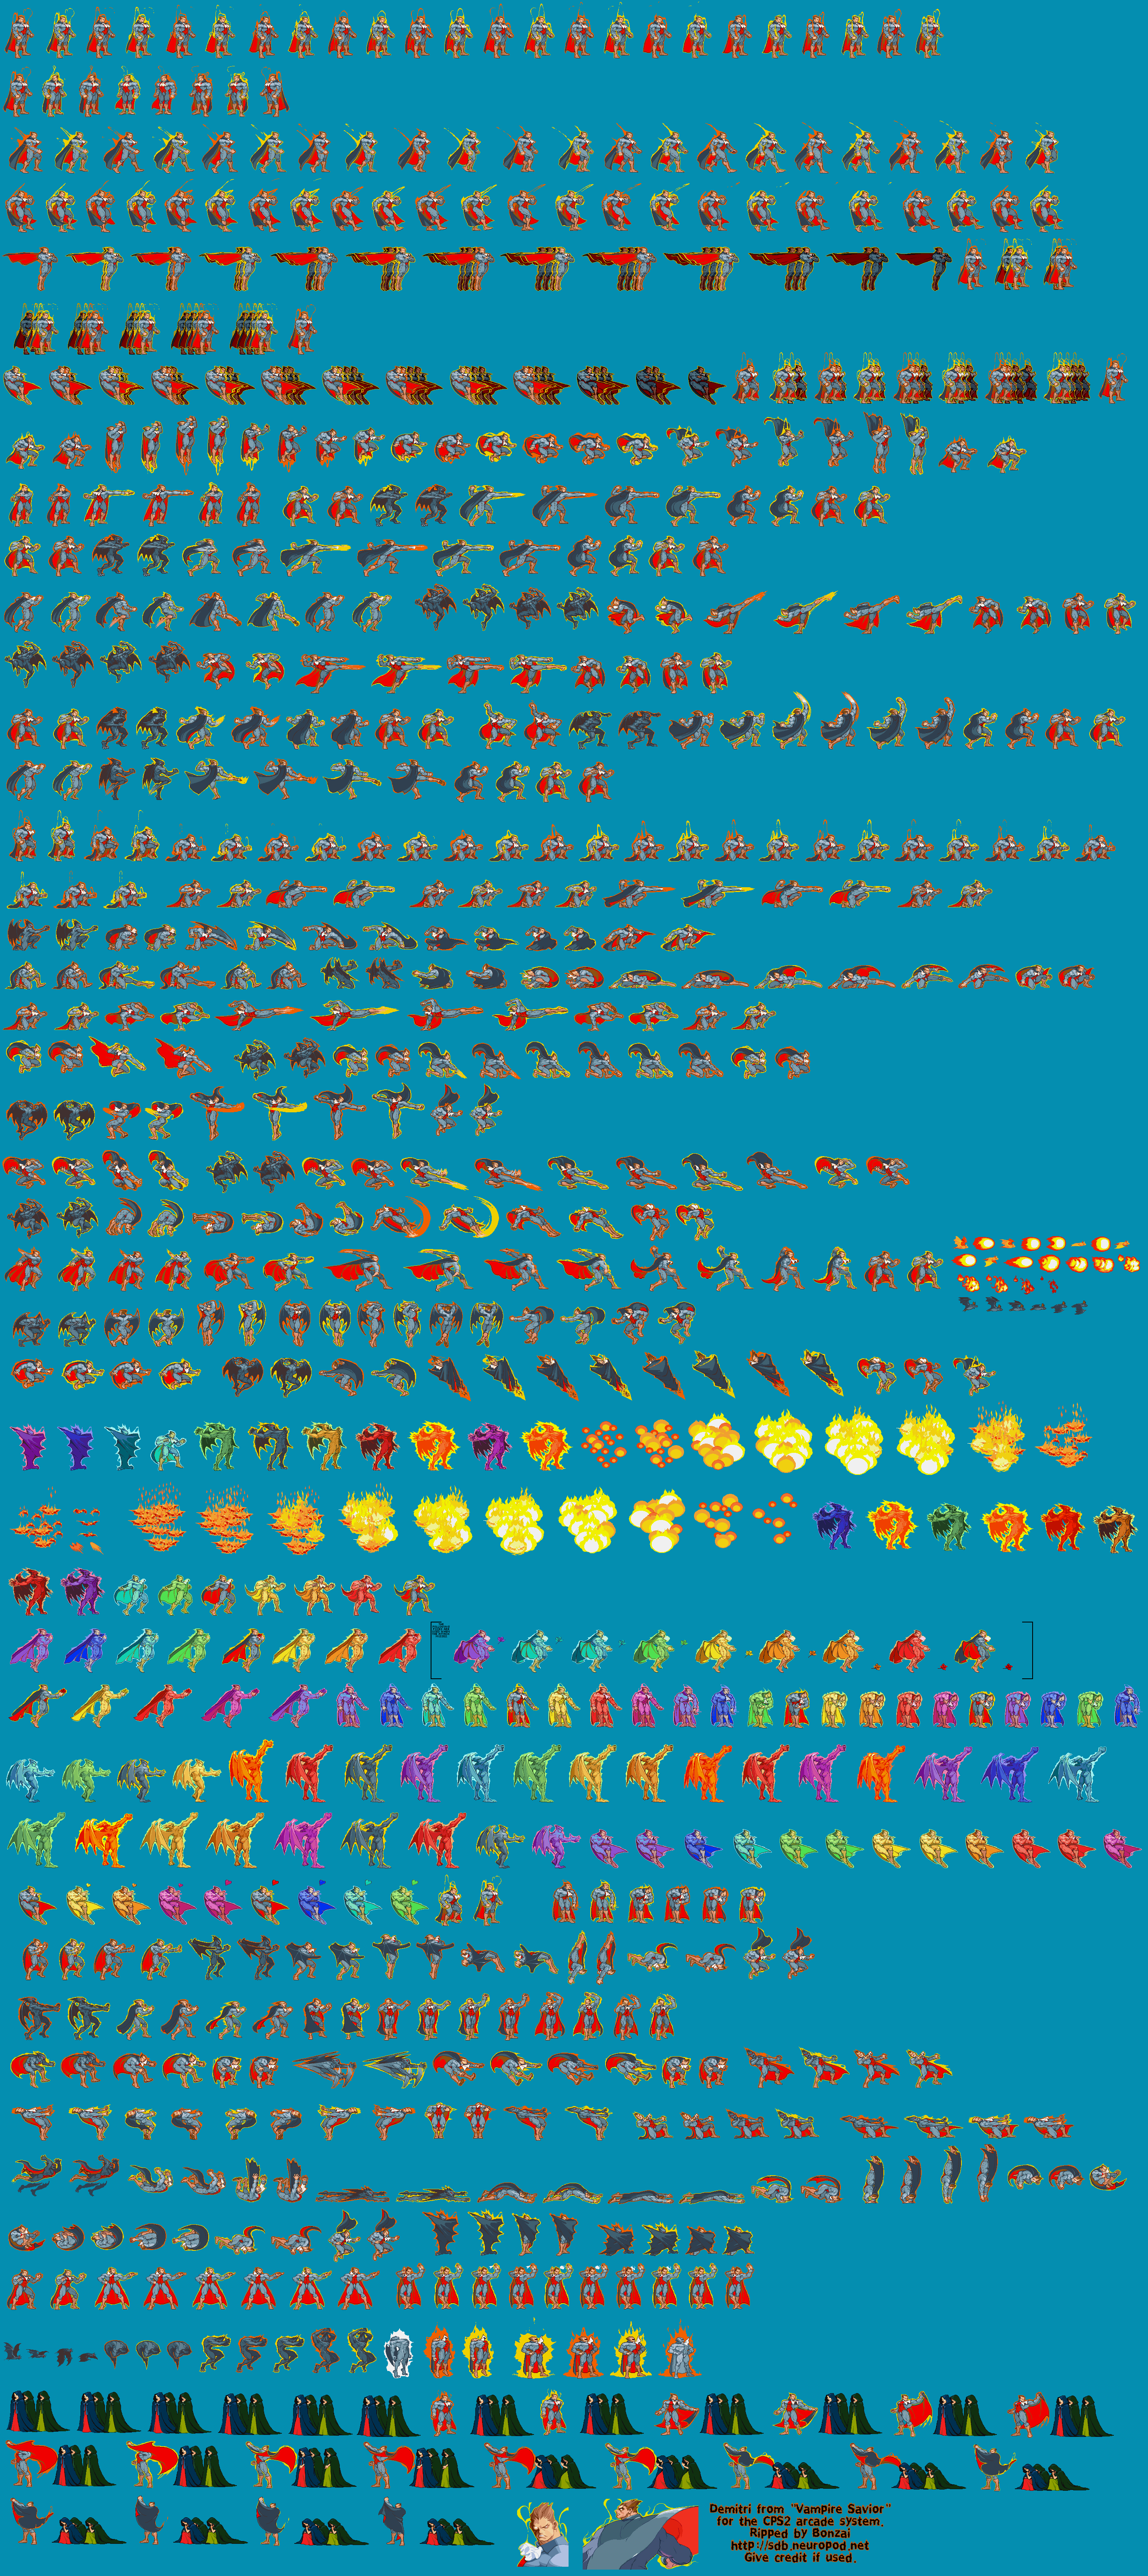 Demitri from "Vampire Savior"
for the CPS2 arcade system.
Ripped by Bonzai
http://sdb.neuropod.net
Give credit if used.